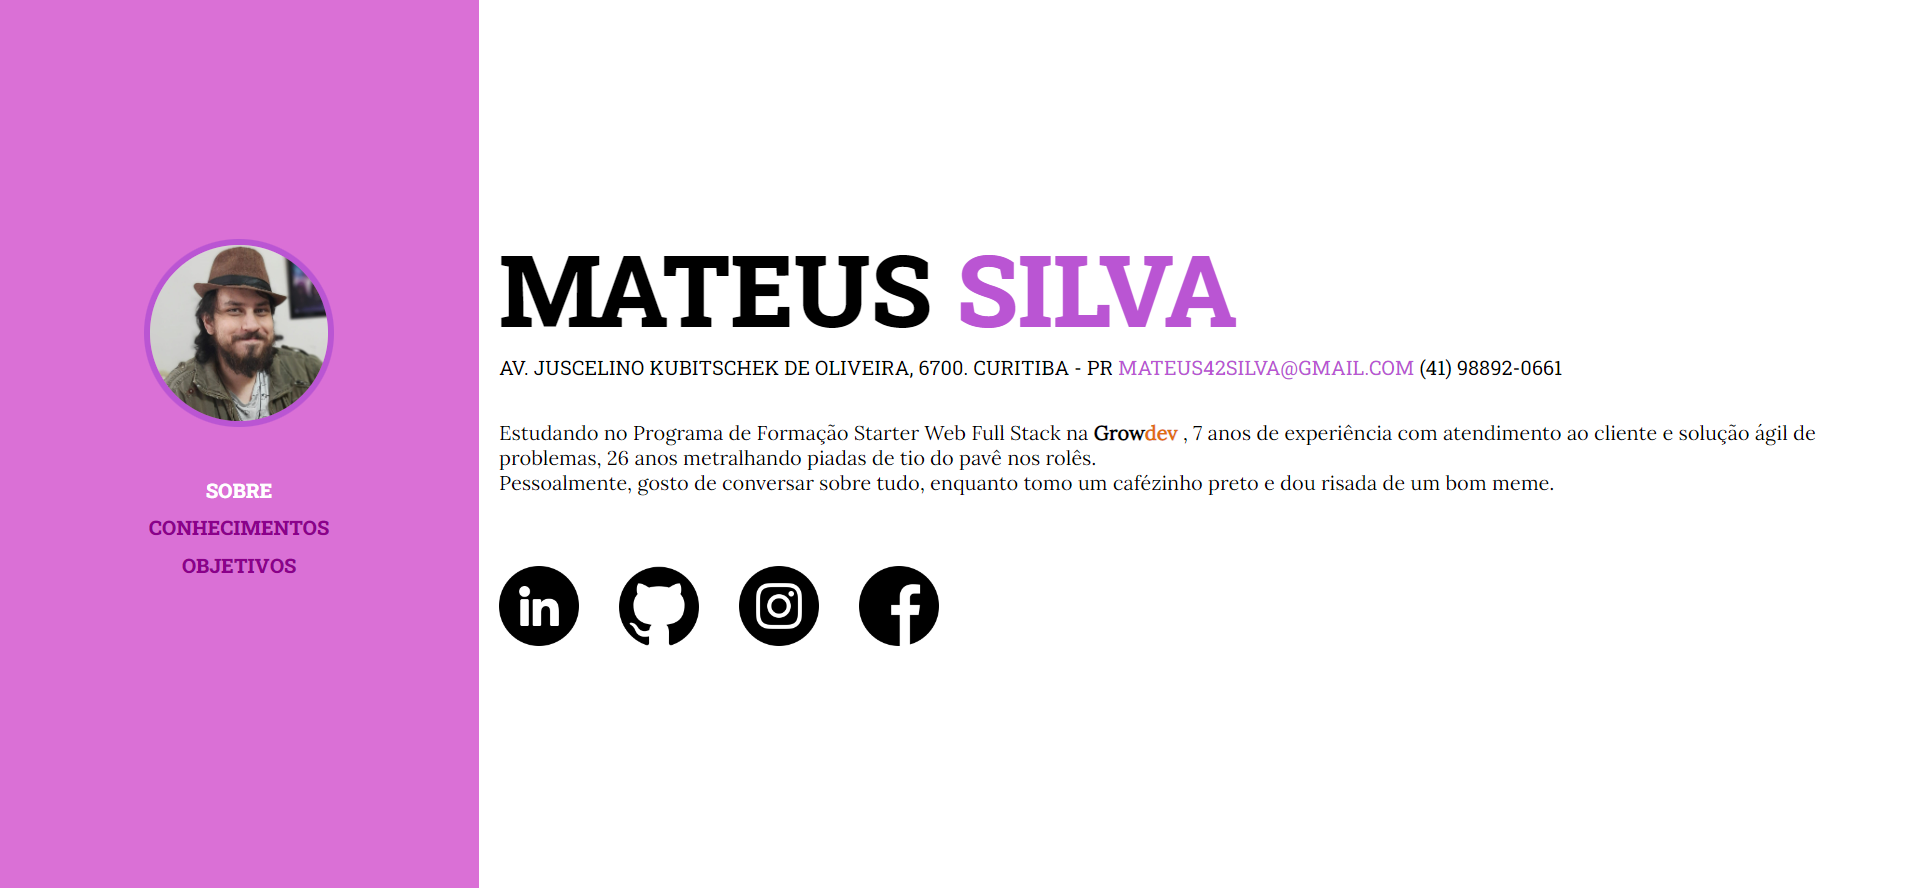 SOBRE
CONHECIMENTOS
OBJETIVOS
MATEUS SILVA
AV. JUSCELINO KUBITSCHEK DE OLIVEIRA, 6700. CURITIBA - PR MATEUS42SILVA@GMAIL.COM (41) 98892-0661
Estudando no Programa de Formação Starter Web Full Stack na Growdev , 7 anos de experiência com atendimento ao cliente e solução ágil de
problemas, 26 anos metralhando piadas de tio do pavê nos rolês.
Pessoalmente, gosto de conversar sobre tudo, enquanto tomo um cafézinho preto e dou risada de um bom meme.
in